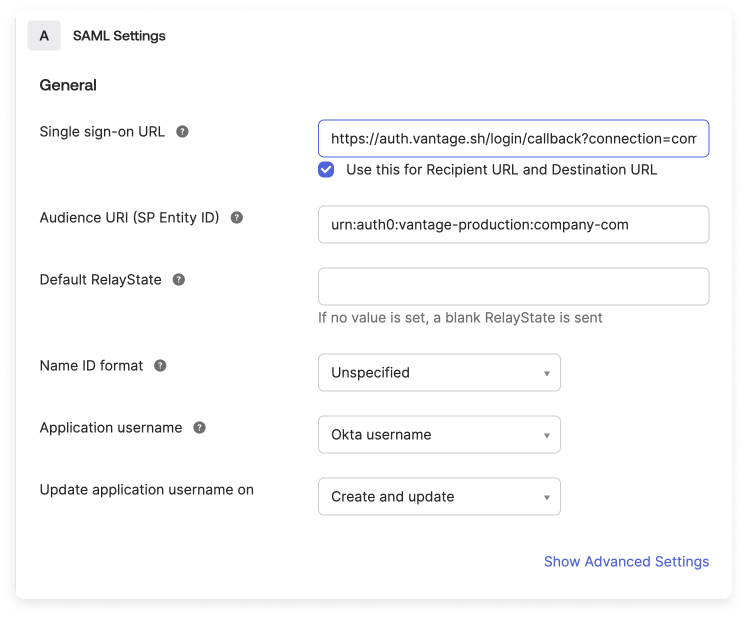 A SAML Settings
General
Single sign-on URL ?
https://auth.vantage.sh/login/callback?connection=com
Use this for Recipient URL and Destination URL
Audience URI (SP Entity ID) ?
urn:auth0:vantage-production:company-com
Default RelayState ?
If no value is set, a blank RelayState is sent
Name ID format ?
Unspecified
Application username ?
Okta username
Update application username on
Create and update
Show Advanced Settings